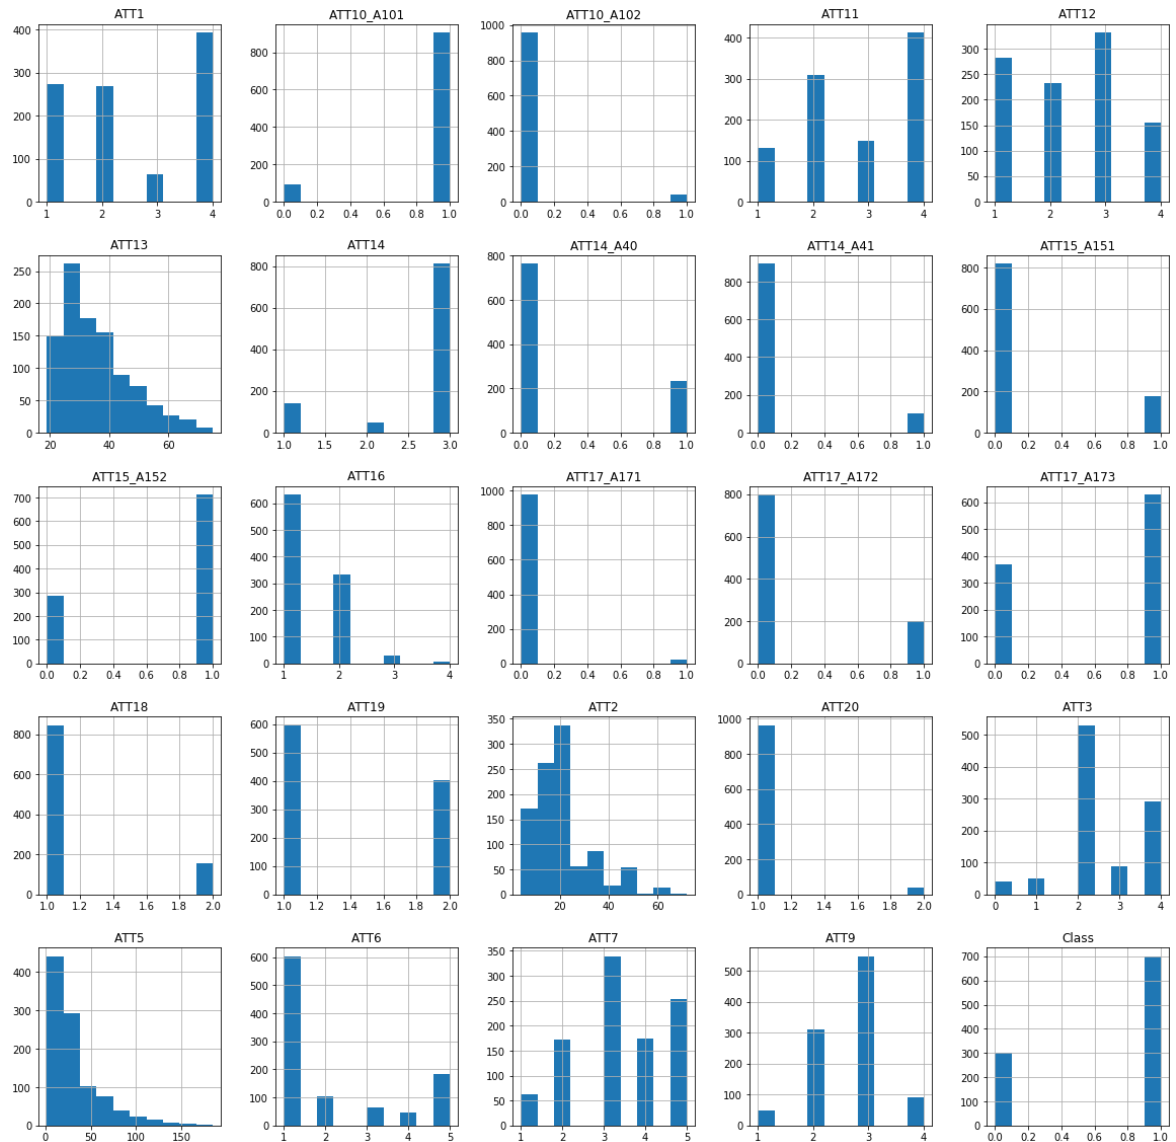 ATT1 ATT10_A101 ATT10_A102 ATT11 ATT12
400 1000
800 400 300
300 800 250
600 300 200
200 600 150
400 400 200
100 200 200 100 100
50
0 0 0 0 0
1 2 3 4 0.0 0.2 0.4 0.6 0.8 1.0 0.0 0.2 0.4 0.6 0.8 1.0 1 2 3 4 1 2 3 4
ATT13 ATT14 ATT14_A40 ATT14_A41 ATT15_A151
250 800 800 800 800
200 600 600 600 600
150 400 400 400 400
100 200 200 200 200
50
0 0 0 0 0
20 40 60 1.0 1.5 2.0 2.5 3.0 0.0 0.2 0.4 0.6 0.8 1.0 0.0 0.2 0.4 0.6 0.8 1.0 0.0 0.2 0.4 0.6 0.8 1.0
ATT15_A152 ATT16 ATT17_A171 ATT17_A172 ATT17_A173
700 600 1000 800 600
600 500 800 500
500 400 600 600 400
400 300 400 400 300
300 200 200 200 200
200 100 100
100
0 0 0 0 0
0.0 0.2 0.4 0.6 0.8 1.0 1 2 3 4 0.0 0.2 0.4 0.6 0.8 1.0 0.0 0.2 0.4 0.6 0.8 1.0 0.0 0.2 0.4 0.6 0.8 1.0
ATT18 ATT19 ATT2 ATT20 ATT3
800 600 350 1000 500
600 500 300 800 400
400 400 250 600 300
200 300 200 400 200
200 150 200 100
100 100
50
0 0 0 0 0
1.0 1.2 1.4 1.6 1.8 2.0 1.0 1.2 1.4 1.6 1.8 2.0 20 40 60 1.0 1.2 1.4 1.6 1.8 2.0 0 1 2 3 4
ATT5 ATT6 ATT7 ATT9 Class
400 600 350 500 700
300 500 300 400 600
200 400 250 300 500
100 300 200 200 400
200 150 100 300
100 100 200
50 100
0 0 0 0 0
0 50 100 150 1 2 3 4 5 1 2 3 4 5 1 2 3 4 0.0 0.2 0.4 0.6 0.8 1.0